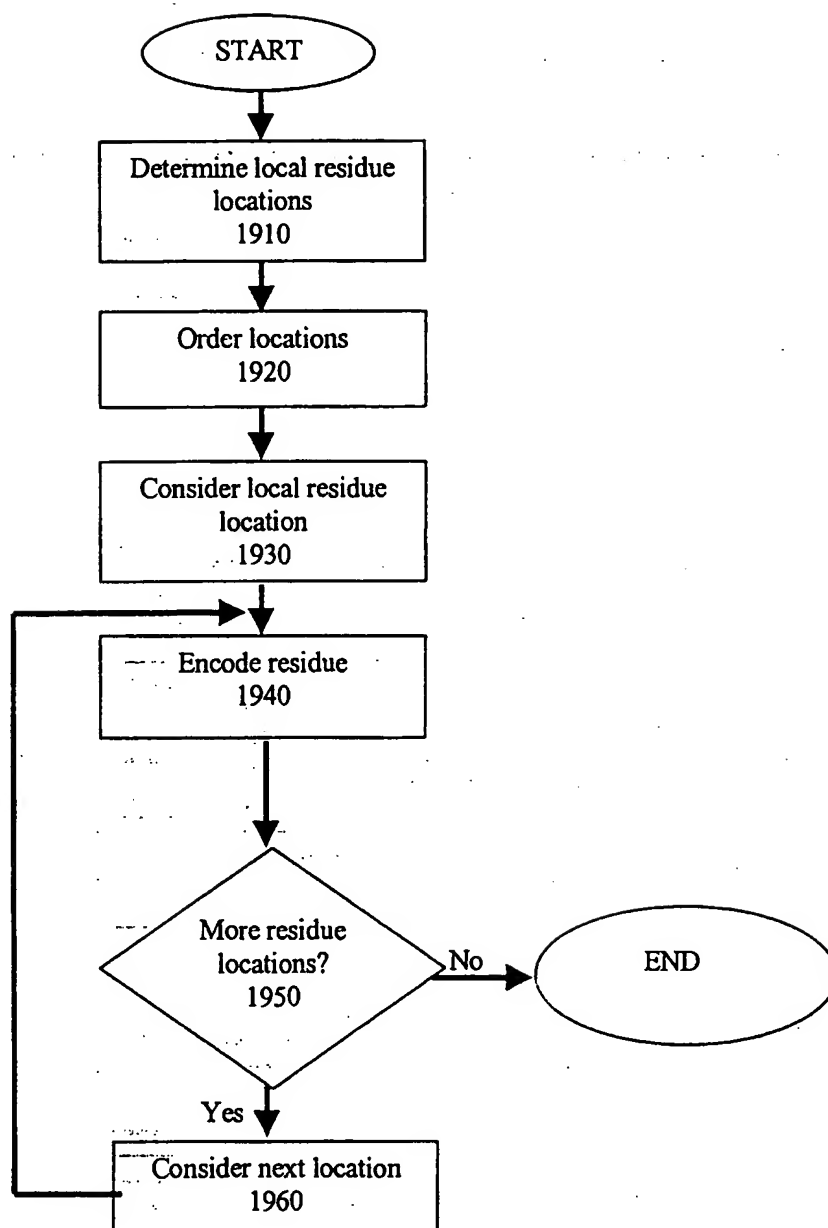 START
Determine local residue
locations
1910
Order locations
1920
Consider local residue
location
1930
Encode residue
1940
More residue
locations?
1950
No
END
Yes
Consider next location
1960